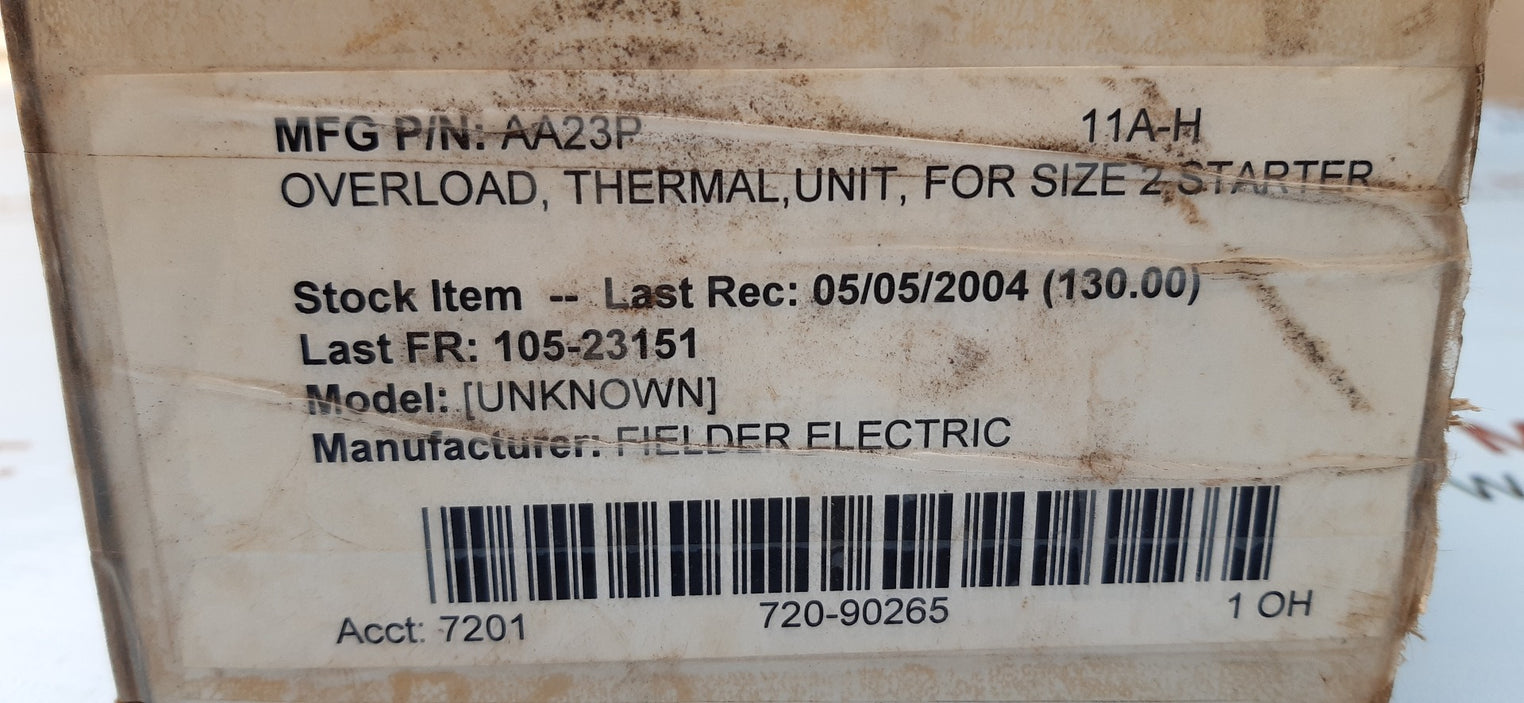 MFG P/N: AA23P 11A-H
OVERLOAD, THERMAL,UNIT, FOR SIZE 2 STARTER
Stock Item -- Last Rec: 05/05/2004 (130.00)
Last FR: 105-23151
Model: [UNKNOWN]
Manufacturer: FIELDER ELECTRIC
Acct: 7201 720-90265 1 OH